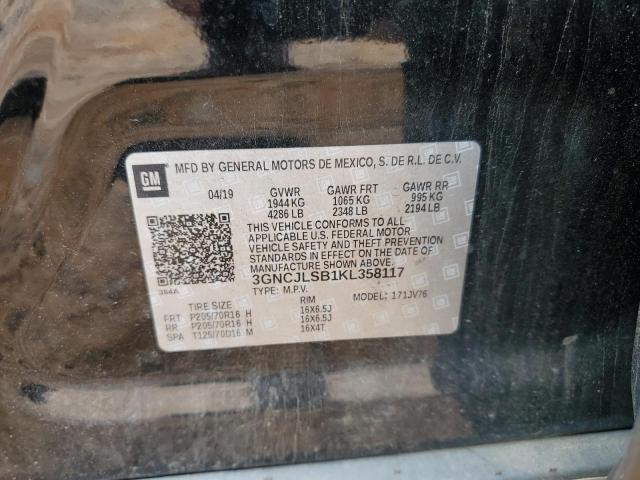 GM
MFD BY GENERAL MOTORS DE MEXICO, S. DE R.L. DE C.V.
04/19 GVWR GAWR FRT GAWR RR
1944 KG 1065 KG 995 KG
4286 LB 2348 LB 2194 LB
THIS VEHICLE CONFORMS TO ALL
APPLICABLE U.S. FEDERAL MOTOR
VEHICLE SAFETY AND THEFT PREVENTION
STANDARDS IN EFFECT ON THE DATE OF
MANUFACTURE SHOWN ABOVE.
384A 3GNCJLSB1KL358117
TYPE: M.P.V. MODEL: 1JV76
TIRE SIZE RIM
FRT P205/70R16 H 16X6.5J
RR P205/70R16 H 16X6.5J
SPA T125/70D16 M 16X4T